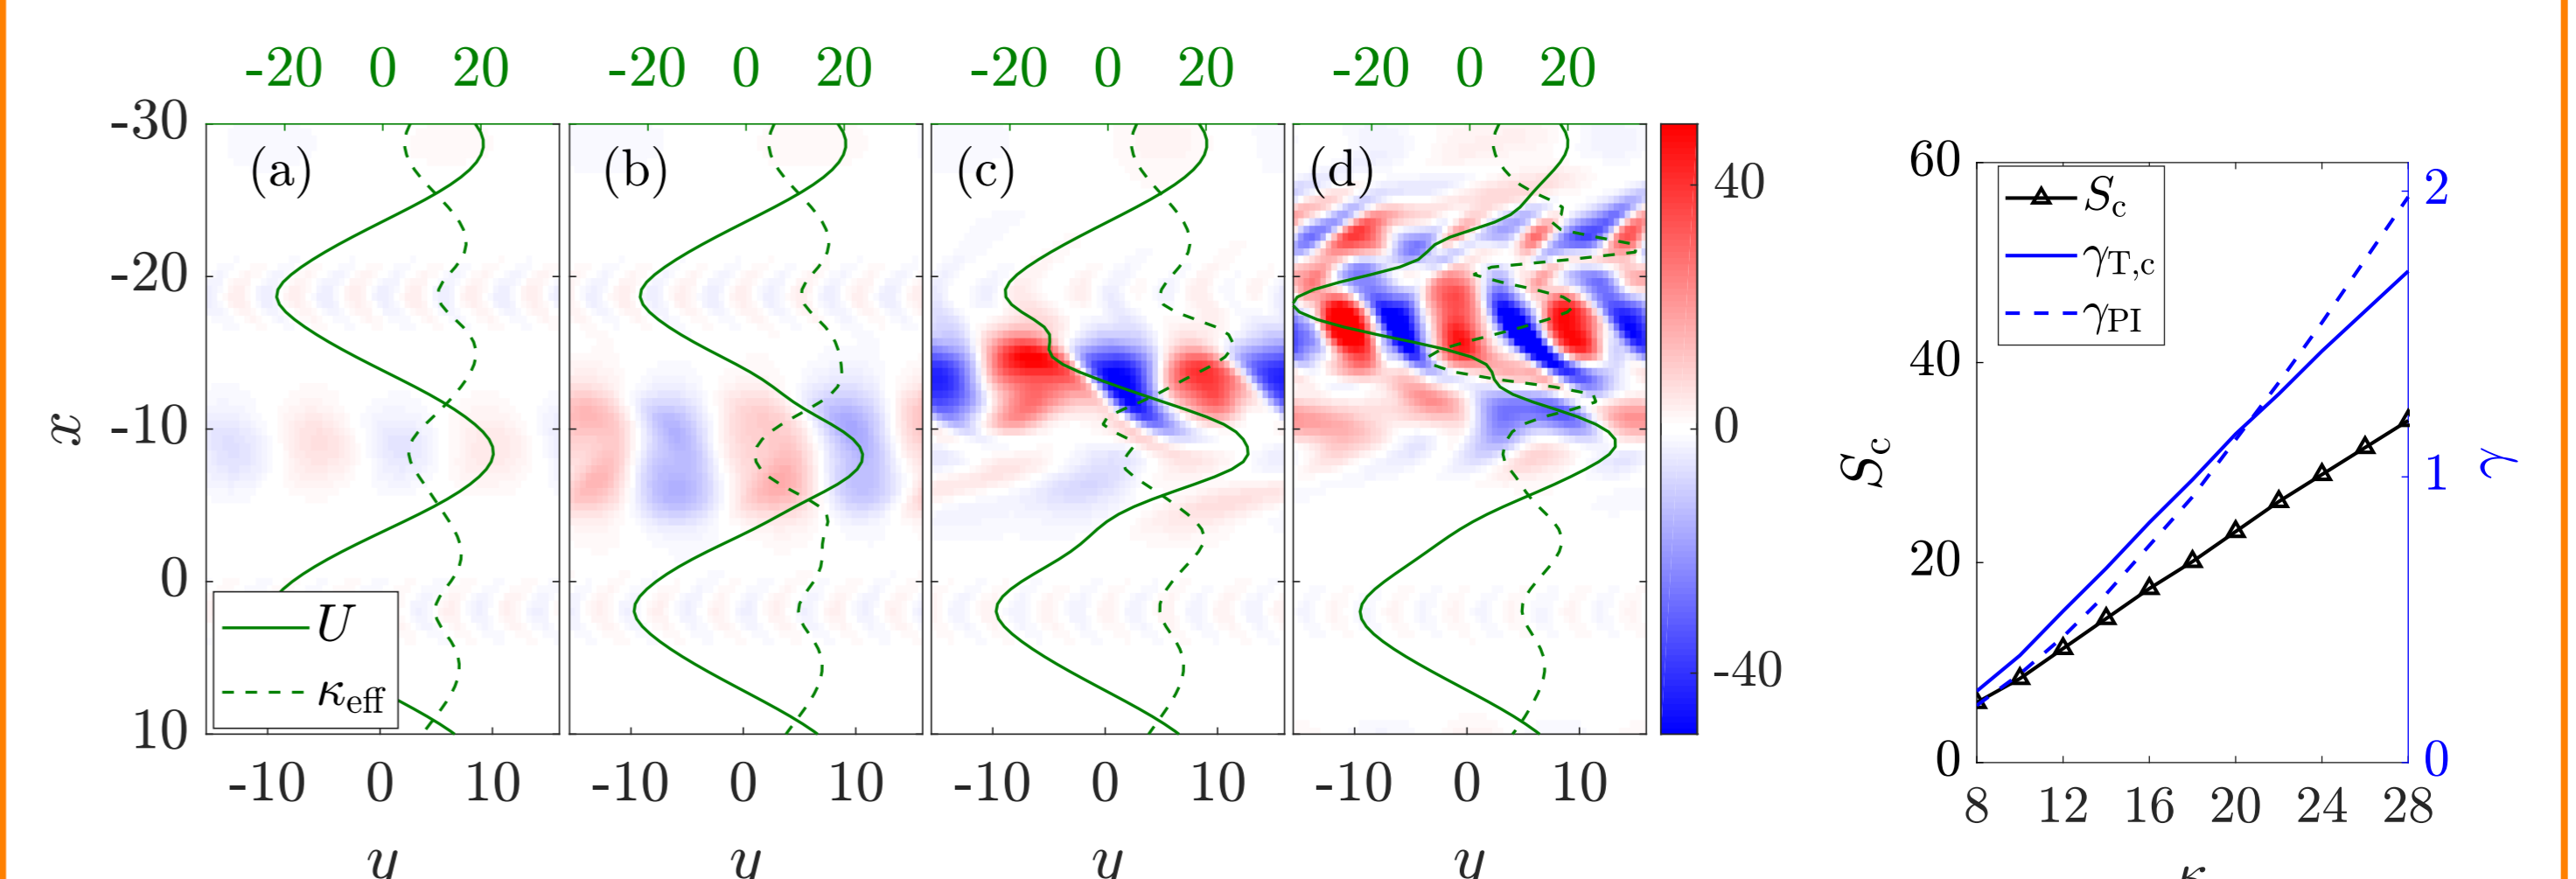 -20 0 20 -20 0 20 -20 0 20 -20 0 20
-30
-20
-10
0
10
x
(a)
(b)
(c)
(d)
U
κeff
-10 0 10 -10 0 10 -10 0 10 -10 0 10
y y y y
40
0
-40
60
40
20
0
Sc
Sc
γT,c
γPI
2
1
0
γ
8 12 16 20 24 28
κ